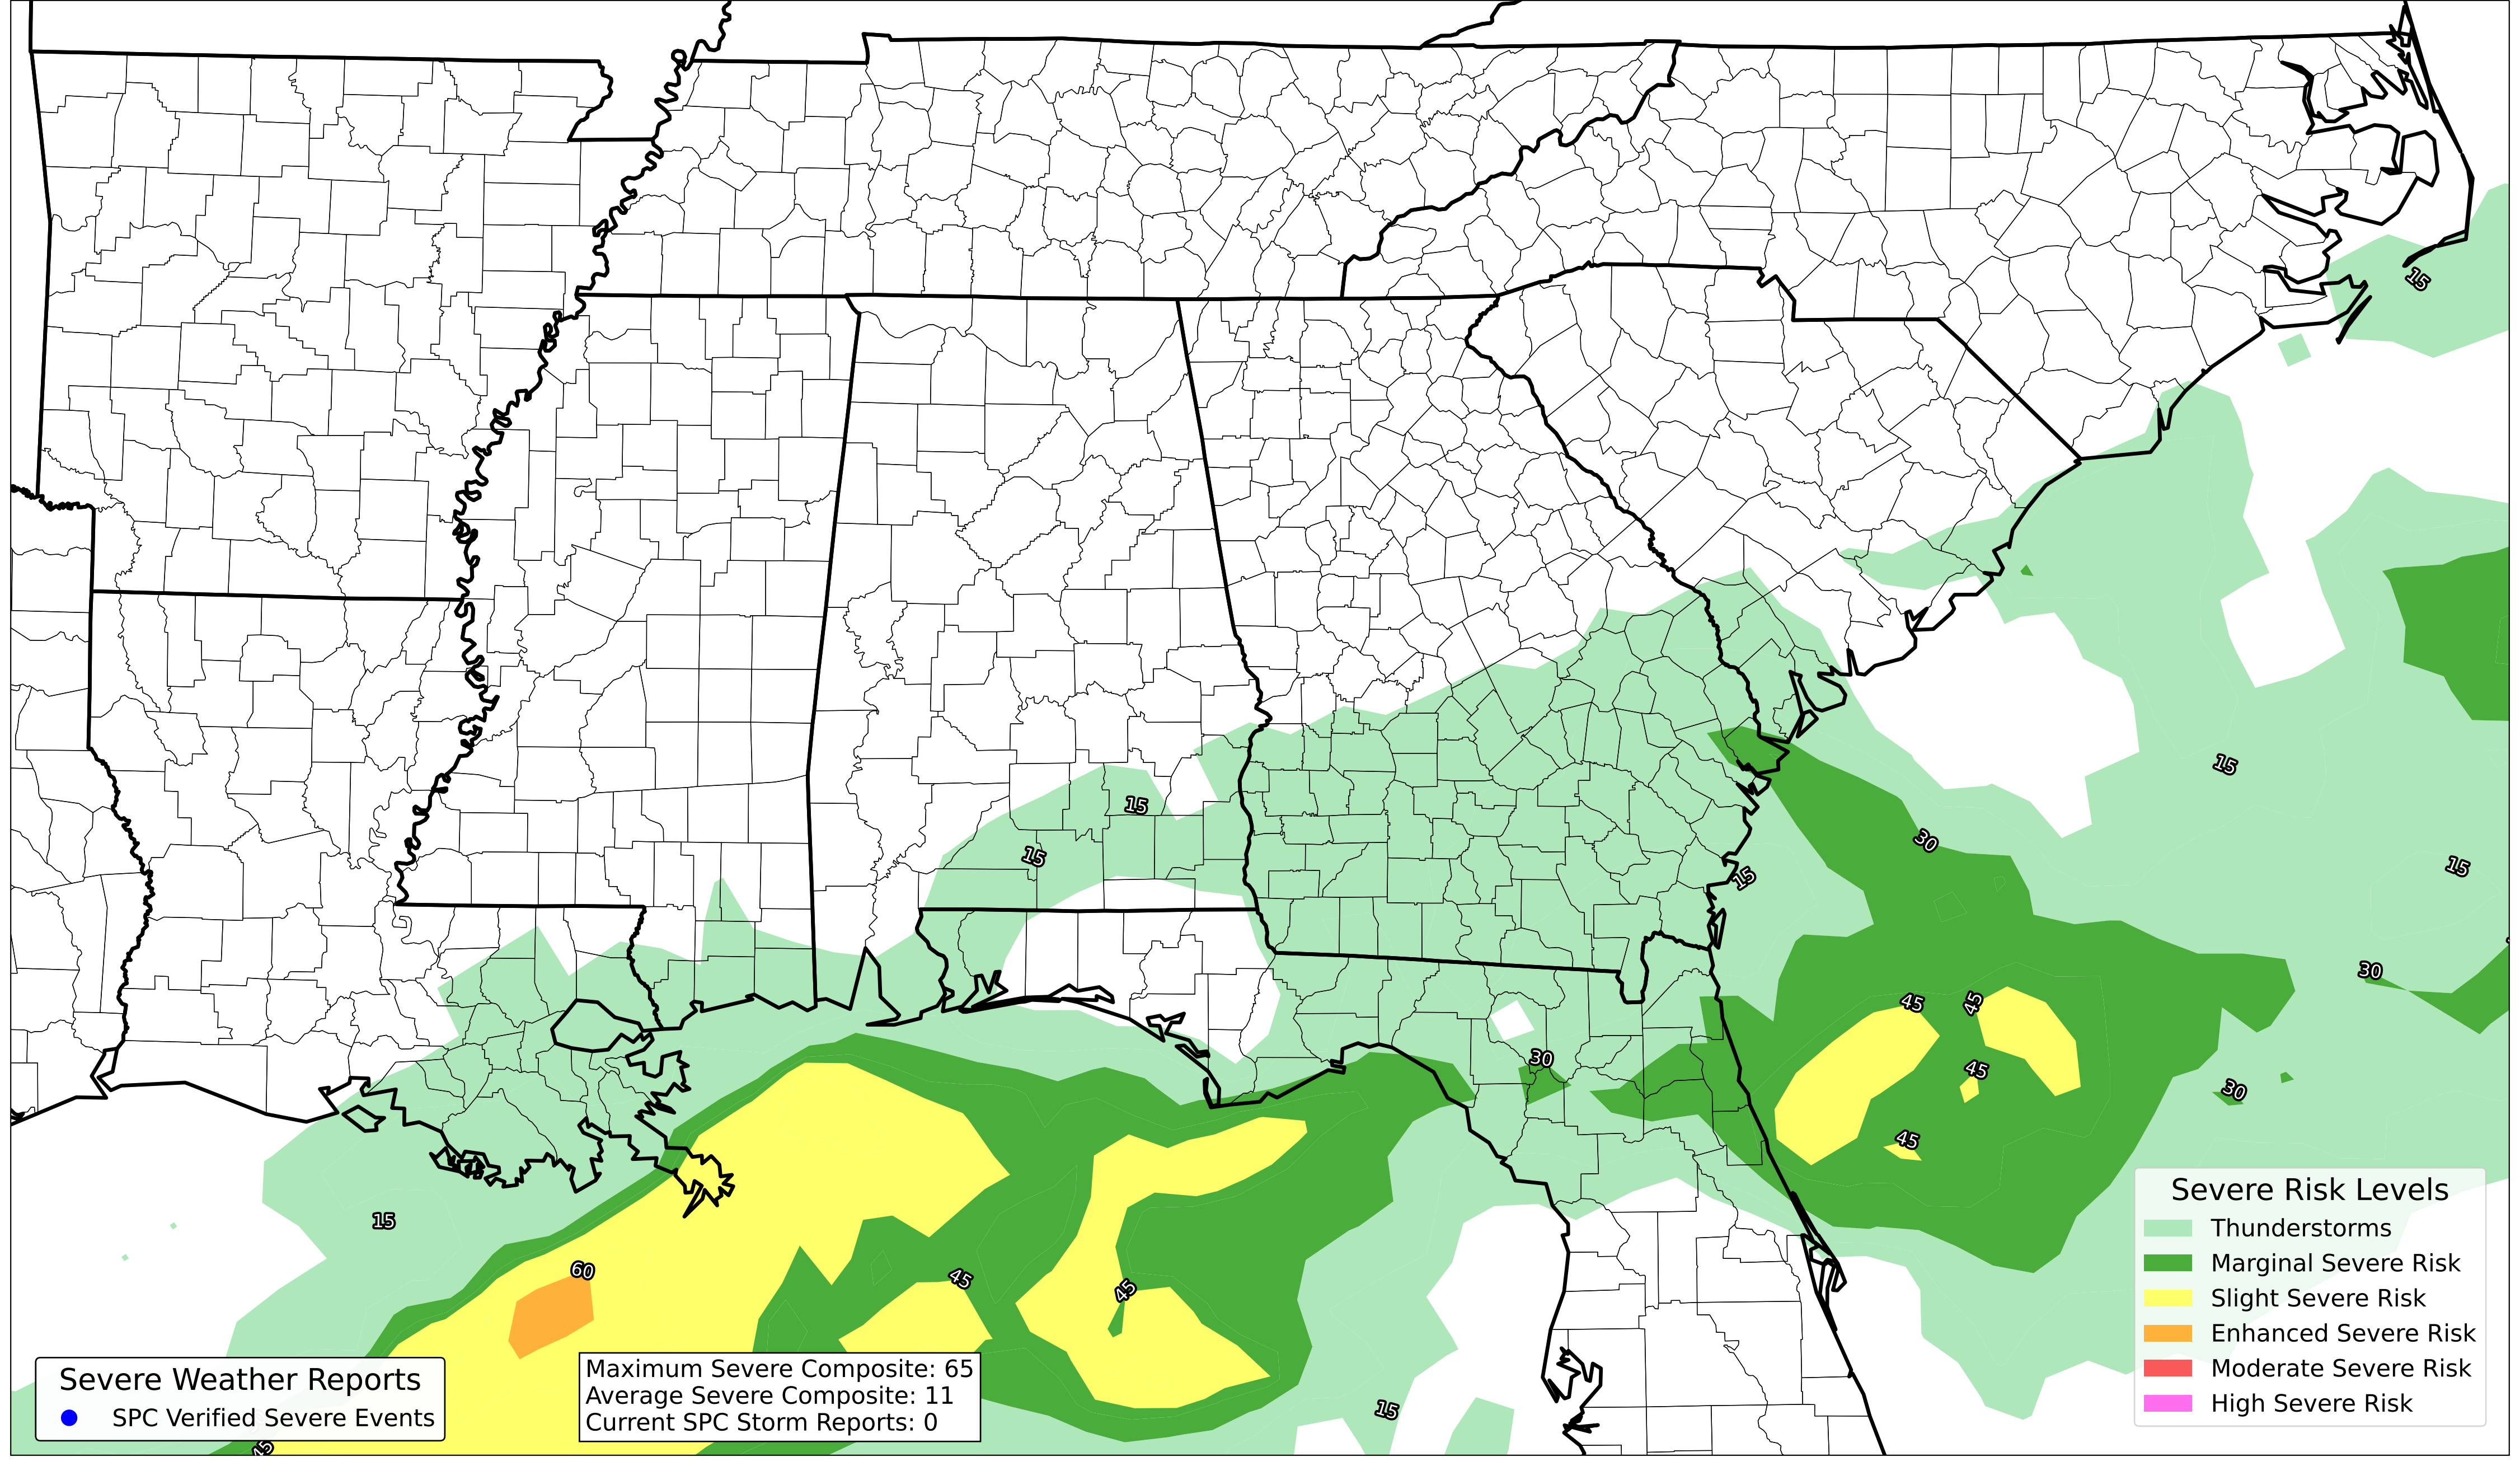 15
15
15
15
30
15
15
30
45
45
30
45
30
45
15
60
45
45
15
45
Severe Weather Reports
SPC Verified Severe Events
Maximum Severe Composite: 65
Average Severe Composite: 11
Current SPC Storm Reports: 0
Severe Risk Levels
Thunderstorms
Marginal Severe Risk
Slight Severe Risk
Enhanced Severe Risk
Moderate Severe Risk
High Severe Risk